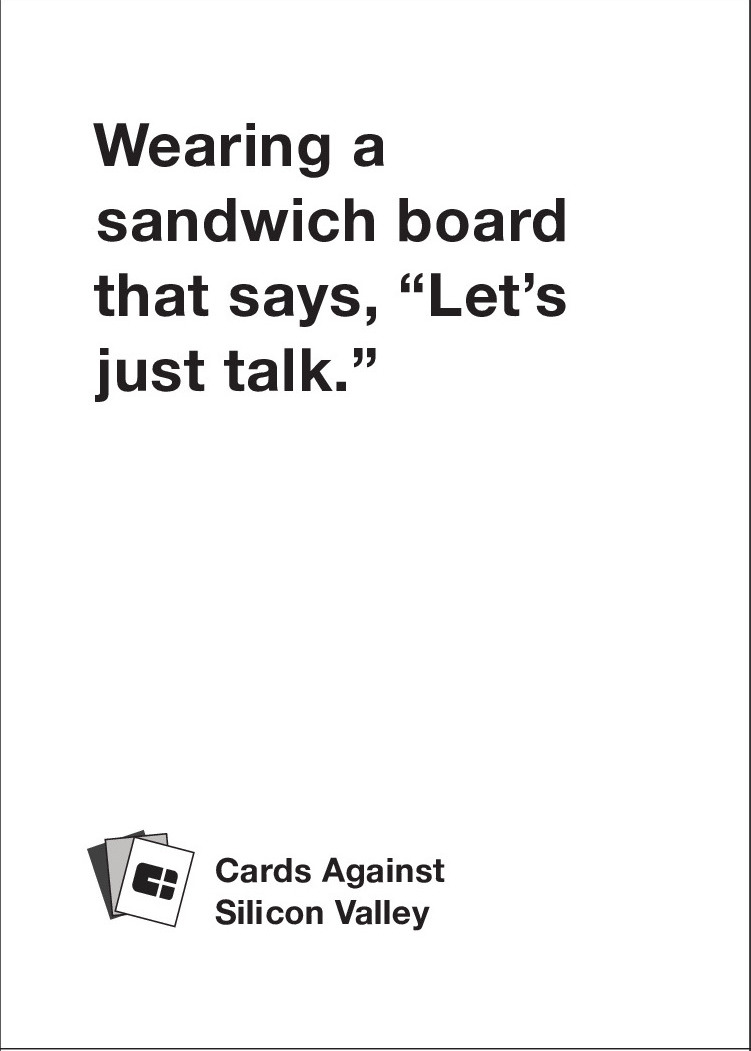 Wearing a
sandwich board
that says, “Let’s
just talk.”
Cards Against
Silicon Valley